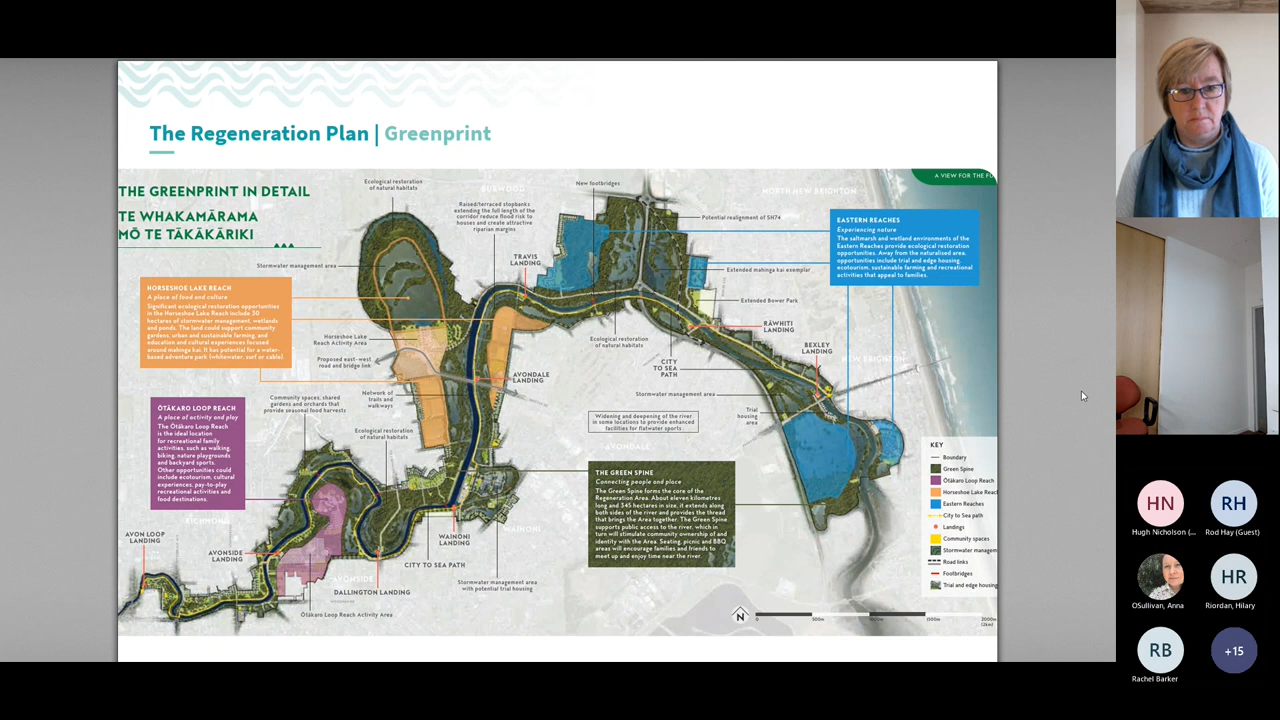 The Regeneration Plan | Greenprint
THE GREENPRINT IN DETAIL
TE WHAKAMĀRAMA
MŌ TE TĀKĀKĀRIKI
A VIEW FOR THE FU
Ecological restoration
of natural habitats
BURWOOD
Raised/terraced stopbanks
extending the full length of the
corridor reduce flood risk to
houses and create attractive
riparian margins
New footbridges
NORTH NEW BRIGHTON
Potential realignment of SH74
EASTERN REACHES
Experiencing nature
The saltmarsh and wetland environments of the
Eastern Reaches provide ecological restoration
opportunities. Away from the naturalised area,
opportunities include trial and edge housing,
ecotourism, sustainable farming and recreational
activities that appeal to families.
Stormwater management area
TRAVIS
LANDING
Extended mahinga kai exemplar
HORSESHOE LAKE REACH
A place of food and culture
Significant ecological restoration opportunities
in the Horseshoe Lake Reach include 30
hectares of stormwater management, wetlands
and ponds. The land could support community
gardens, urban and sustainable farming, and
education and cultural experiences focused
around mahinga kai. It has potential for a water-
based adventure park (whitewater, surf or cable).
Extended Bower Park
RĀWHITI
LANDING
Horseshoe Lake
Reach Activity Area
Ecological restoration
of natural habitats
BEXLEY
LANDING
NEW BRIGHTON
Proposed east-west
road and bridge link
CITY
TO SEA
PATH
AVONDALE
LANDING
Network of
trails and
walkways
Stormwater management area
Community spaces, shared
gardens and orchards that
provide seasonal food harvests
ŌTĀKARO LOOP REACH
A place of activity and play
The Ōtākaro Loop Reach
is the ideal location
for recreational family
activities, such as walking,
biking, nature playgrounds
and backyard sports.
Other opportunities could
include ecotourism, cultural
experiences, pay-to-play
recreational activities and
food destinations.
Trial
housing
area
Widening and deepening of the river
in some locations to provide enhanced
facilities for flatwater sports
Ecological restoration
of natural habitats
AVONDALE
KEY
Boundary
Green Spine
Ōtākaro Loop Reach
Horseshoe Lake Reach
Eastern Reaches
City to Sea path
Landings
Community spaces
Stormwater managem
Road links
Footbridges
Trial and edge housing
THE GREEN SPINE
Connecting people and place
The Green Spine forms the core of the
Regeneration Area. About eleven kilometres
long and 345 hectares in size, it extends along
both sides of the river and provides the thread
that brings the Area together. The Green Spine
supports public access to the river, which in
turn will stimulate community ownership of and
identity with the Area. Seating, picnic and BBQ
areas will encourage families and friends to
meet up and enjoy time near the river.
RICHMOND
WAINONI
AVON LOOP
LANDING
WAINONI
LANDING
AVONSIDE
LANDING
CITY TO SEA PATH
AVONSIDE
DALLINGTON LANDING
Stormwater management area
with potential trial housing
Ōtākaro Loop Reach Activity Area
N
0 500m 1000m 1500m 2000m
(2km)
HN
RH
Hugh Nicholson (...
Rod Hay (Guest)
HR
OSullivan, Anna
Riordan, Hilary
RB
+15
Rachel Barker